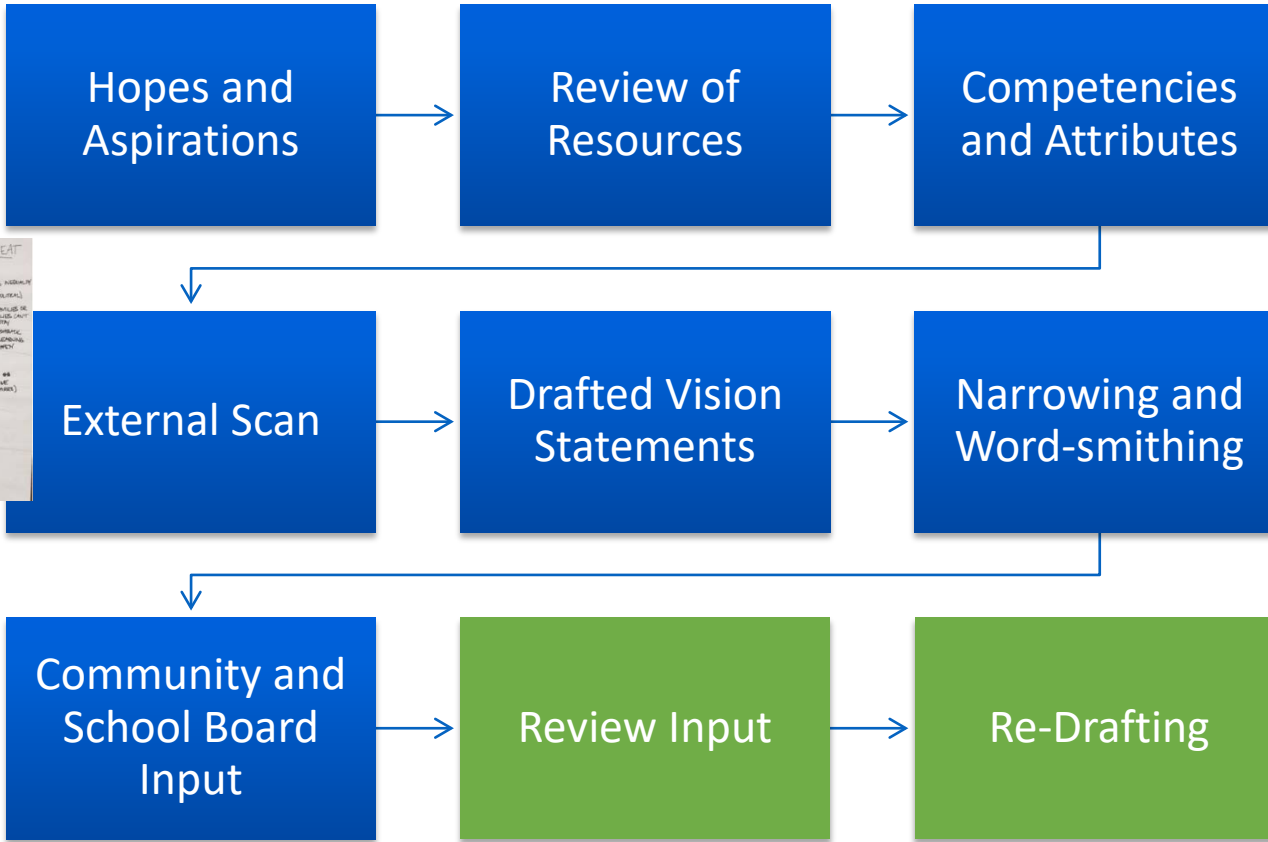 Hopes and
Aspirations
Review of
Resources
Competencies
and Attributes
EAT
External Scan
Drafted Vision
Statements
Narrowing and
Word-smithing
Community and
School Board
Input
Review Input
Re-Drafting